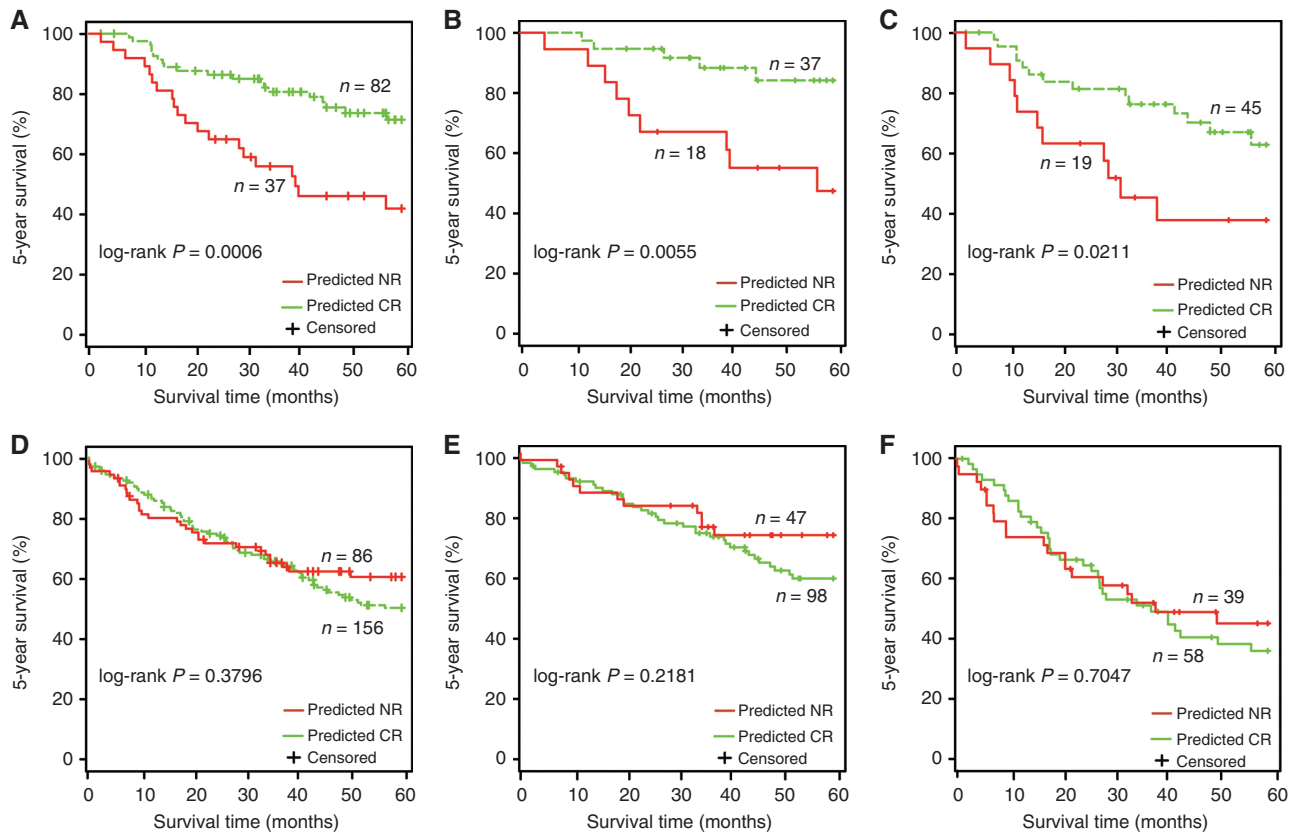 A
5-year survival (%)
100
80
60
40
20
0
n = 82
n = 37
log-rank P = 0.0006
Predicted NR
Predicted CR
Censored
0 10 20 30 40 50 60
Survival time (months)
B
5-year survival (%)
100
80
60
40
20
0
n = 37
n = 18
log-rank P = 0.0055
Predicted NR
Predicted CR
Censored
0 10 20 30 40 50 60
Survival time (months)
C
5-year survival (%)
100
80
60
40
20
0
n = 45
n = 19
log-rank P = 0.0211
Predicted NR
Predicted CR
Censored
0 10 20 30 40 50 60
Survival time (months)
D
5-year survival (%)
100
80
60
40
20
0
n = 86
n = 156
log-rank P = 0.3796
Predicted NR
Predicted CR
Censored
0 10 20 30 40 50 60
Survival time (months)
E
5-year survival (%)
100
80
60
40
20
0
n = 47
n = 98
log-rank P = 0.2181
Predicted NR
Predicted CR
Censored
0 10 20 30 40 50 60
Survival time (months)
F
5-year survival (%)
100
80
60
40
20
0
n = 39
n = 58
log-rank P = 0.7047
Predicted NR
Predicted CR
Censored
0 10 20 30 40 50 60
Survival time (months)